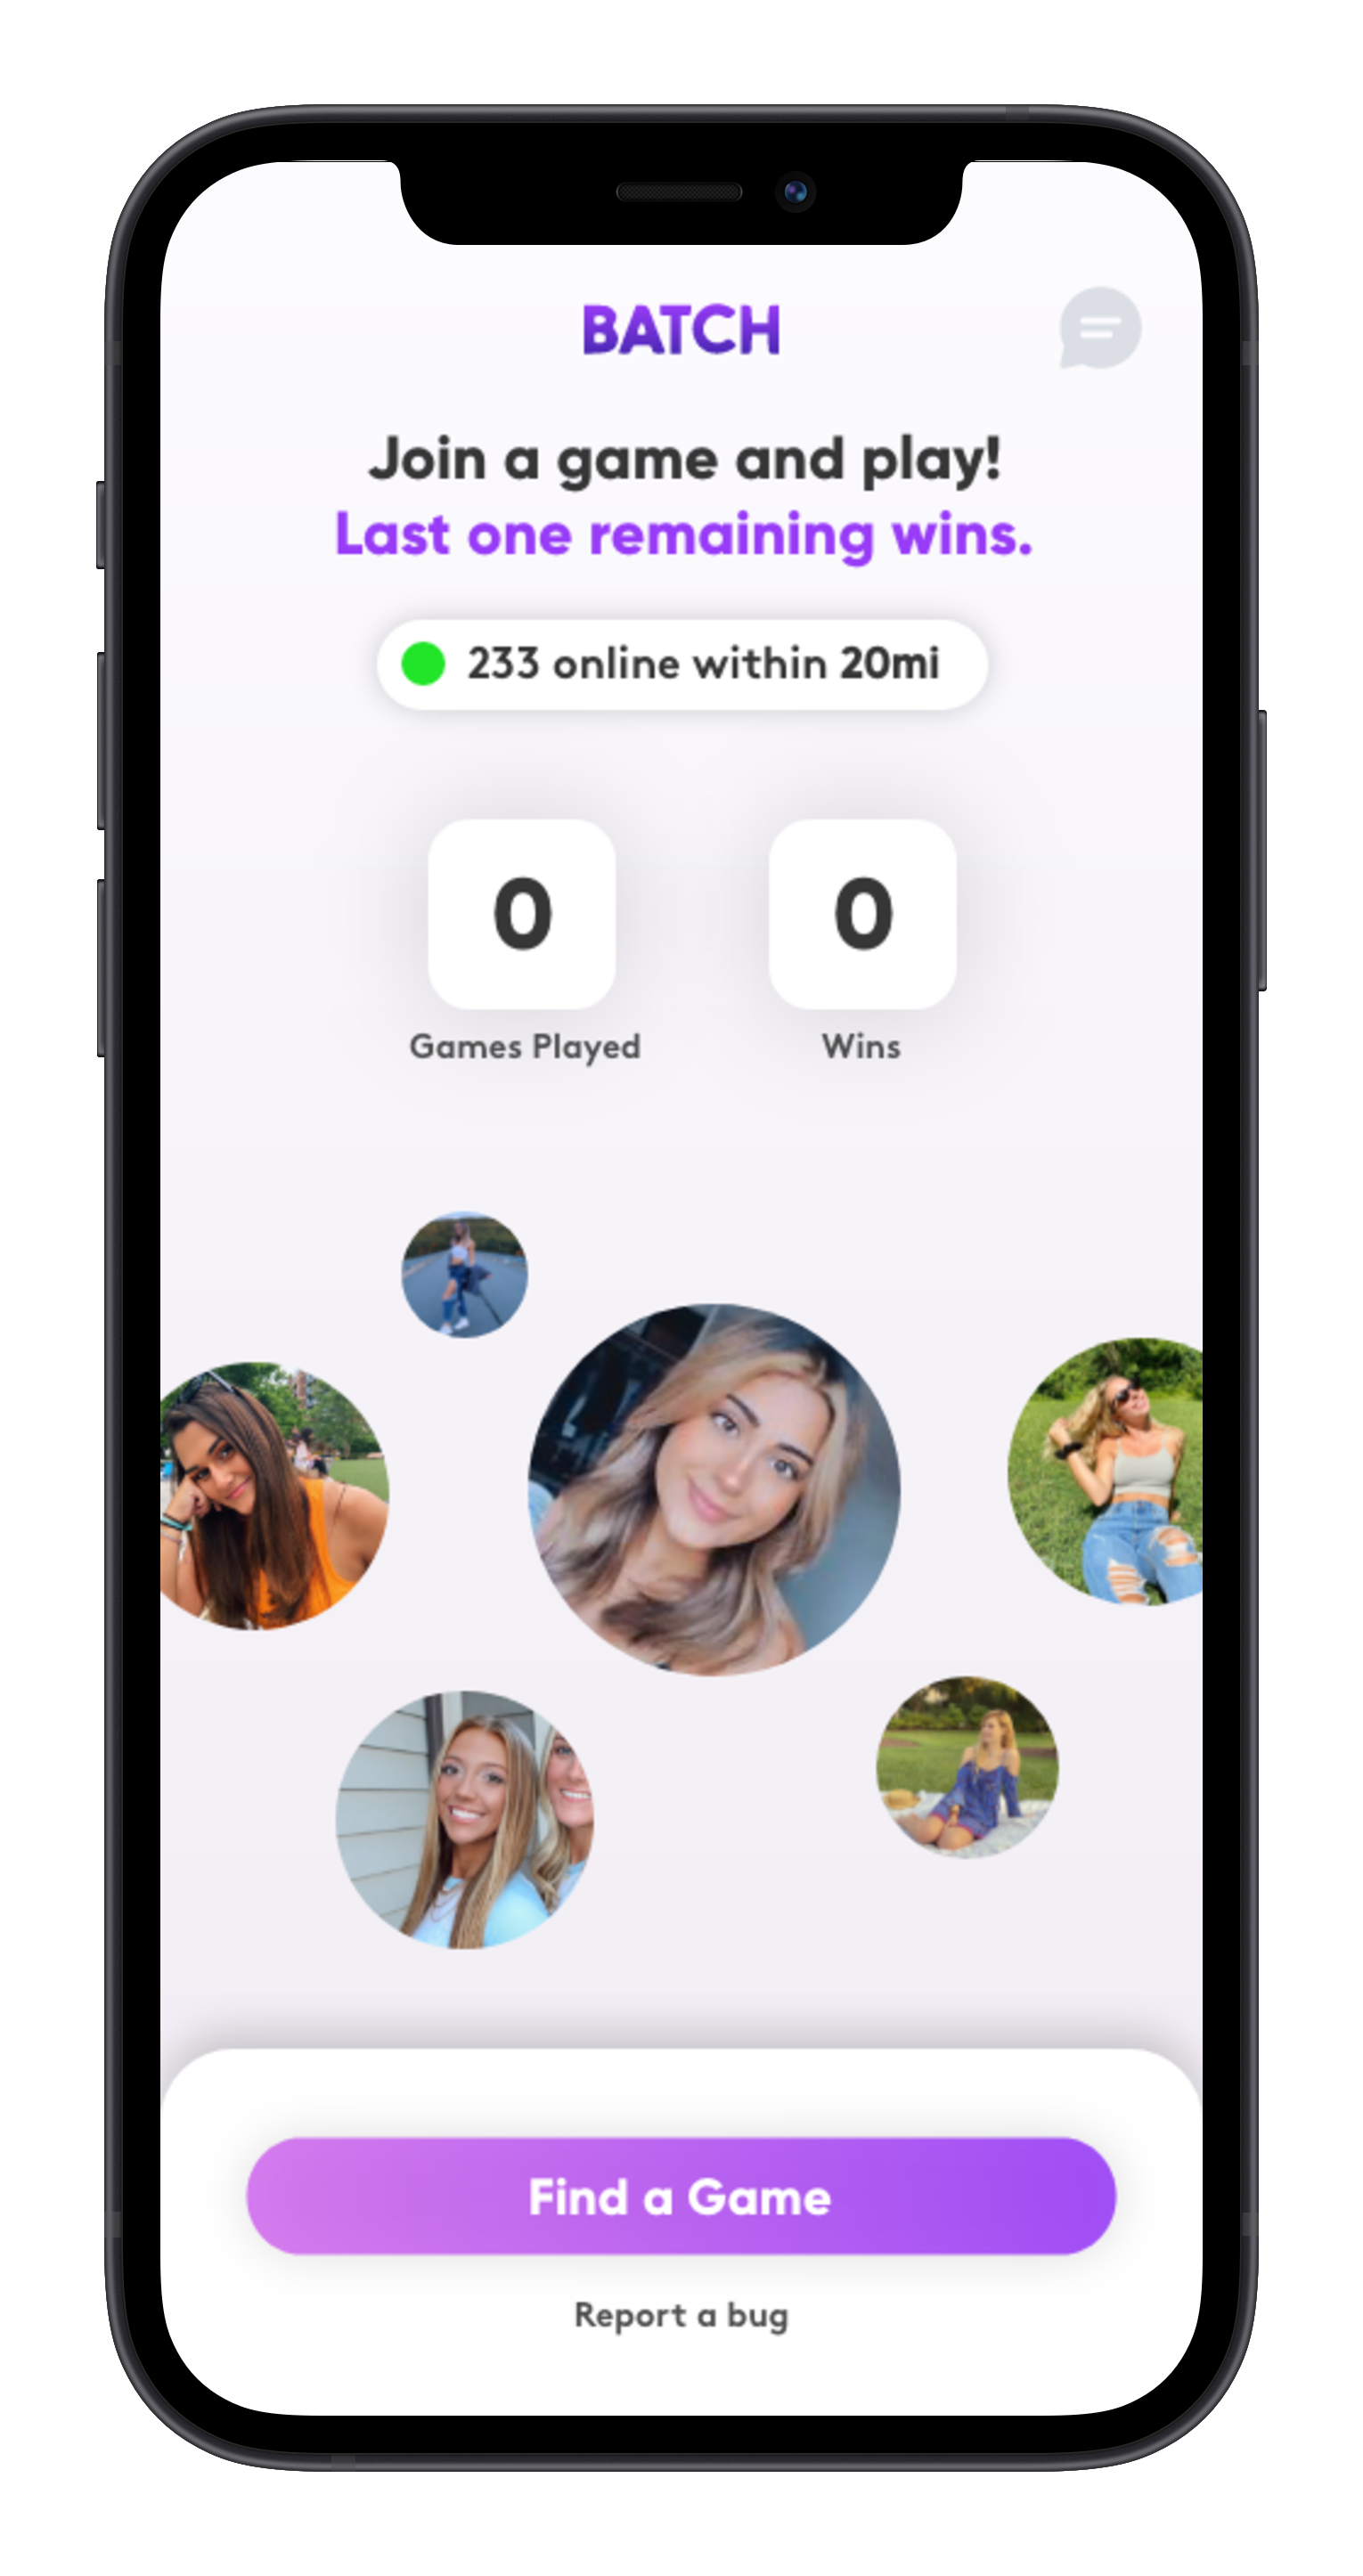 BATCH
Join a game and play!
Last one remaining wins.
233 online within 20mi
0
0
Games Played
Wins
Find a Game
Report a bug